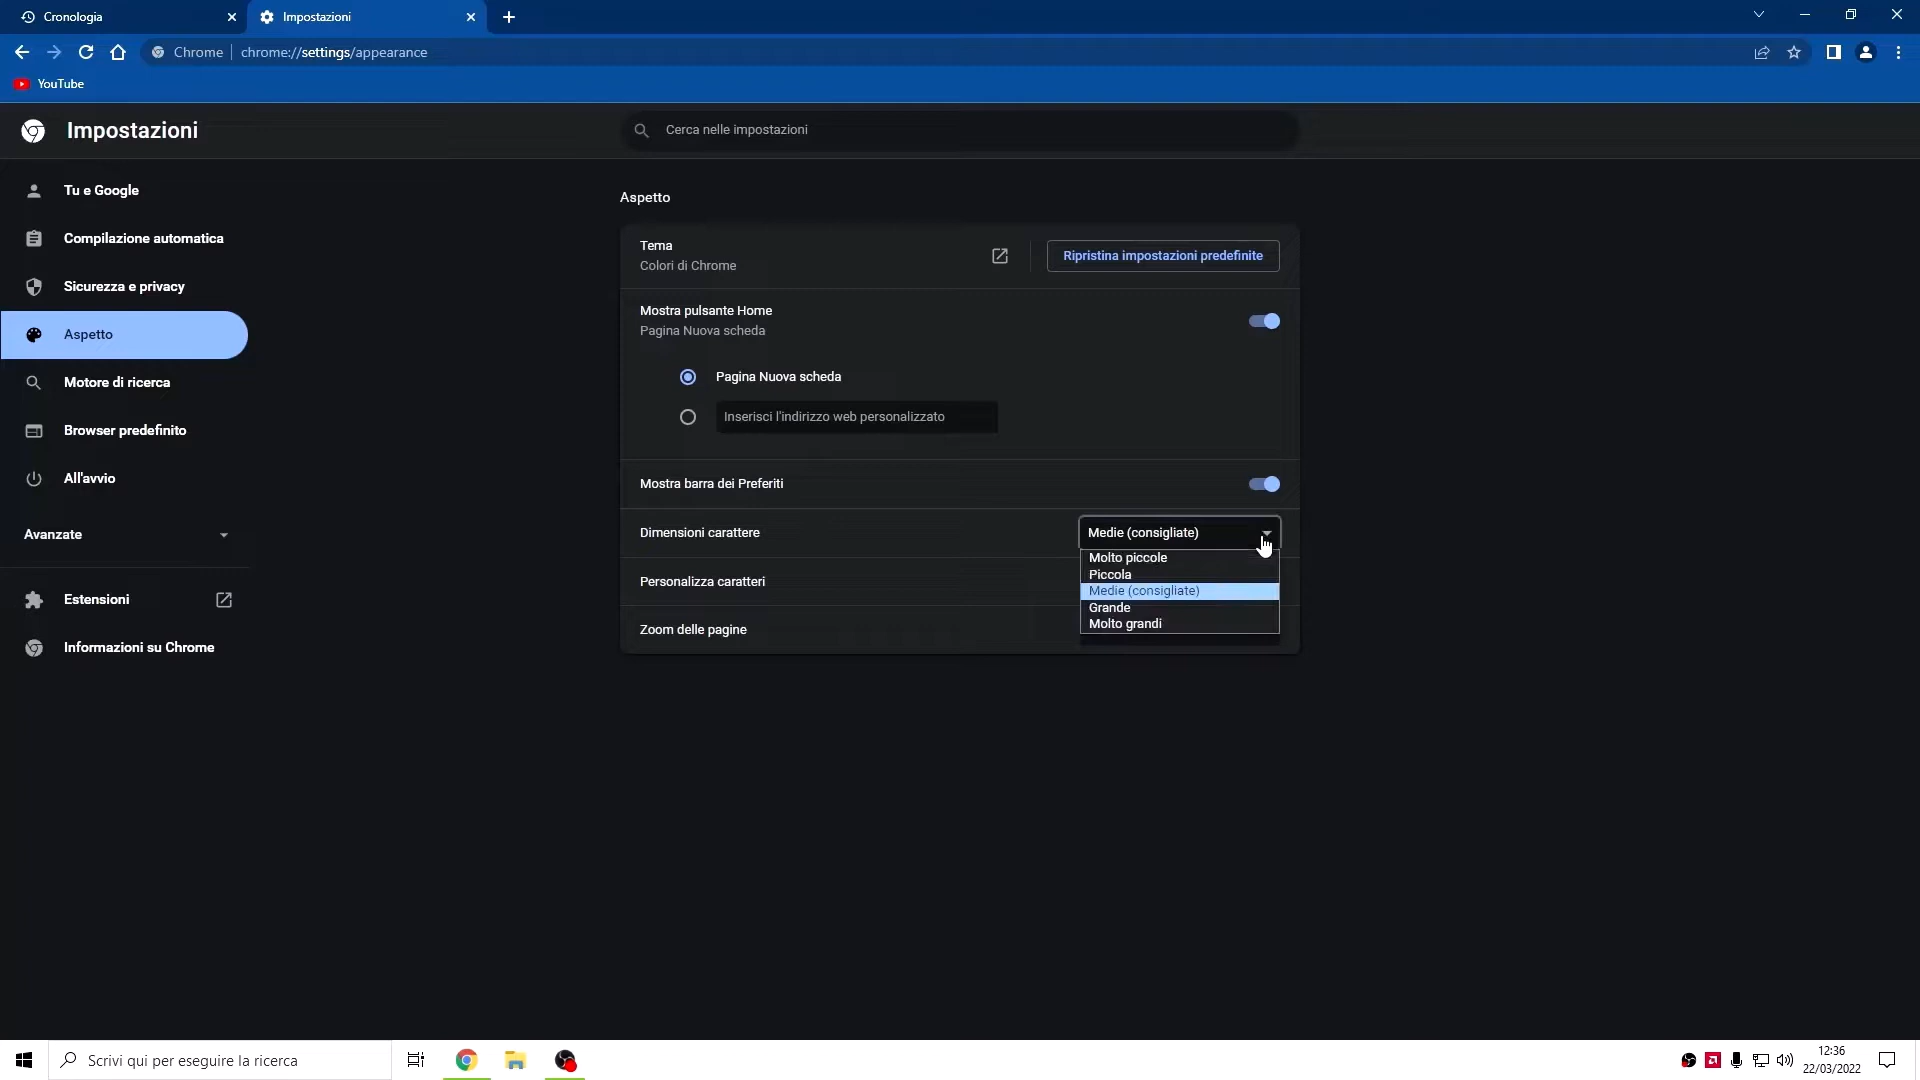 Cronologia
Impostazioni
Chrome
chrome://settings/appearance
YouTube
Impostazioni
Cerca nelle impostazioni
Tu e Google
Compilazione automatica
Sicurezza e privacy
Aspetto
Motore di ricerca
Browser predefinito
All'avvio
Avanzate
Estensioni
Informazioni su Chrome
Aspetto
Tema
Colori di Chrome
Ripristina impostazioni predefinite
Mostra pulsante Home
Pagina Nuova scheda
Pagina Nuova scheda
Inserisci l'indirizzo web personalizzato
Mostra barra dei Preferiti
Dimensioni carattere
Medie (consigliate)
Molto piccole
Piccola
Medie (consigliate)
Grande
Molto grandi
Personalizza caratteri
Zoom delle pagine
Scrivi qui per eseguire la ricerca
12:36
22/03/2022